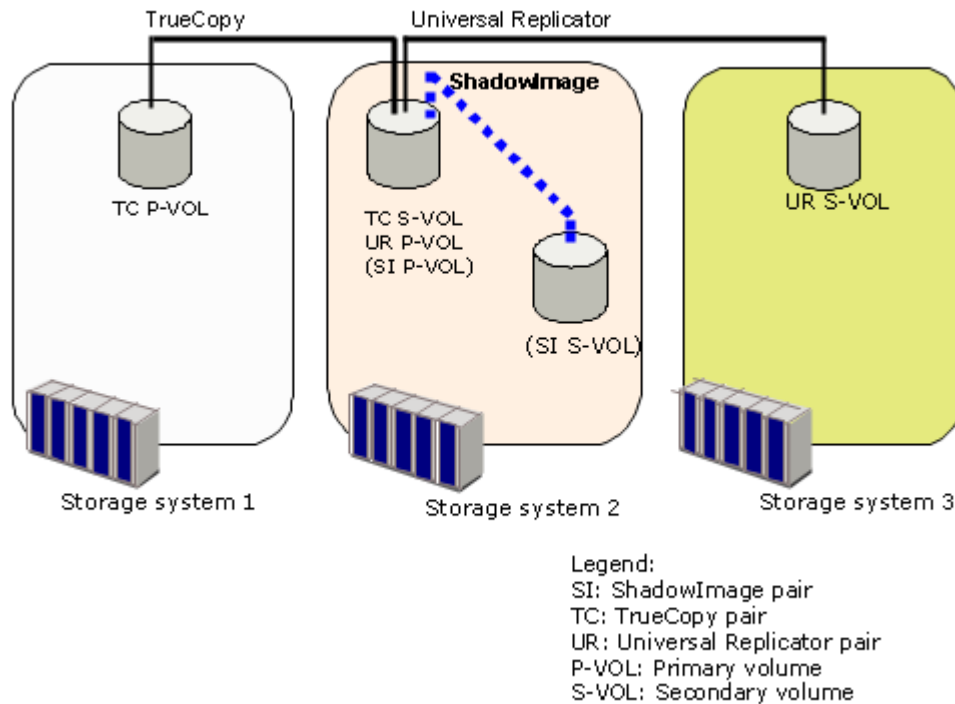 TrueCopy
Universal Replicator
ShadowImage
TC P-VOL
TC S-VOL
UR P-VOL
(SI P-VOL)
UR S-VOL
(SI S-VOL)
Storage system 1
Storage system 2
Storage system 3
Legend:
SI: ShadowImage pair
TC: TrueCopy pair
UR: Universal Replicator pair
P-VOL: Primary volume
S-VOL: Secondary volume